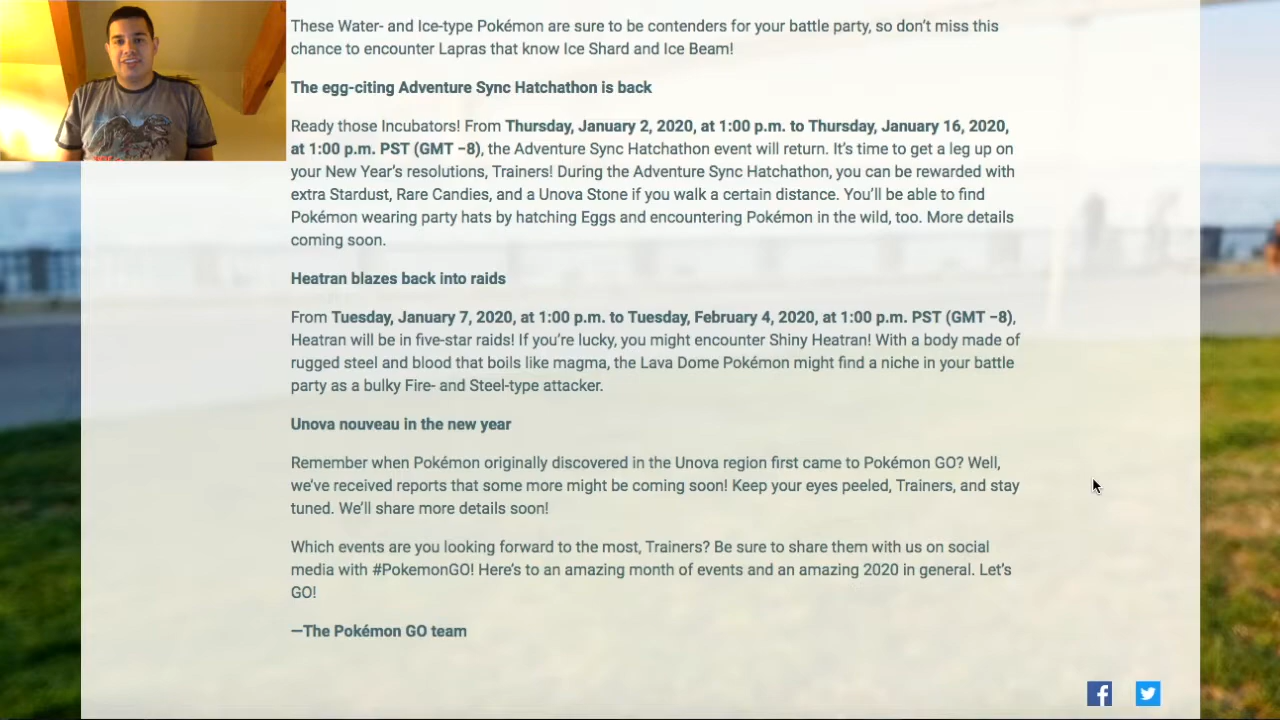 These Water- and Ice-type Pokémon are sure to be contenders for your battle party, so don’t miss this
chance to encounter Lapras that know Ice Shard and Ice Beam!
The egg-citing Adventure Sync Hatchathon is back
Ready those Incubators! From Thursday, January 2, 2020, at 1:00 p.m. to Thursday, January 16, 2020,
at 1:00 p.m. PST (GMT −8), the Adventure Sync Hatchathon event will return. It’s time to get a leg up on
your New Year’s resolutions, Trainers! During the Adventure Sync Hatchathon, you can be rewarded with
extra Stardust, Rare Candies, and a Unova Stone if you walk a certain distance. You’ll be able to find
Pokémon wearing party hats by hatching Eggs and encountering Pokémon in the wild, too. More details
coming soon.
Heatran blazes back into raids
From Tuesday, January 7, 2020, at 1:00 p.m. to Tuesday, February 4, 2020, at 1:00 p.m. PST (GMT −8),
Heatran will be in five-star raids! If you’re lucky, you might encounter Shiny Heatran! With a body made of
rugged steel and blood that boils like magma, the Lava Dome Pokémon might find a niche in your battle
party as a bulky Fire- and Steel-type attacker.
Unova nouveau in the new year
Remember when Pokémon originally discovered in the Unova region first came to Pokémon GO? Well,
we’ve received reports that some more might be coming soon! Keep your eyes peeled, Trainers, and stay
tuned. We’ll share more details soon!
Which events are you looking forward to the most, Trainers? Be sure to share them with us on social
media with #PokemonGO! Here’s to an amazing month of events and an amazing 2020 in general. Let’s
GO!
—The Pokémon GO team